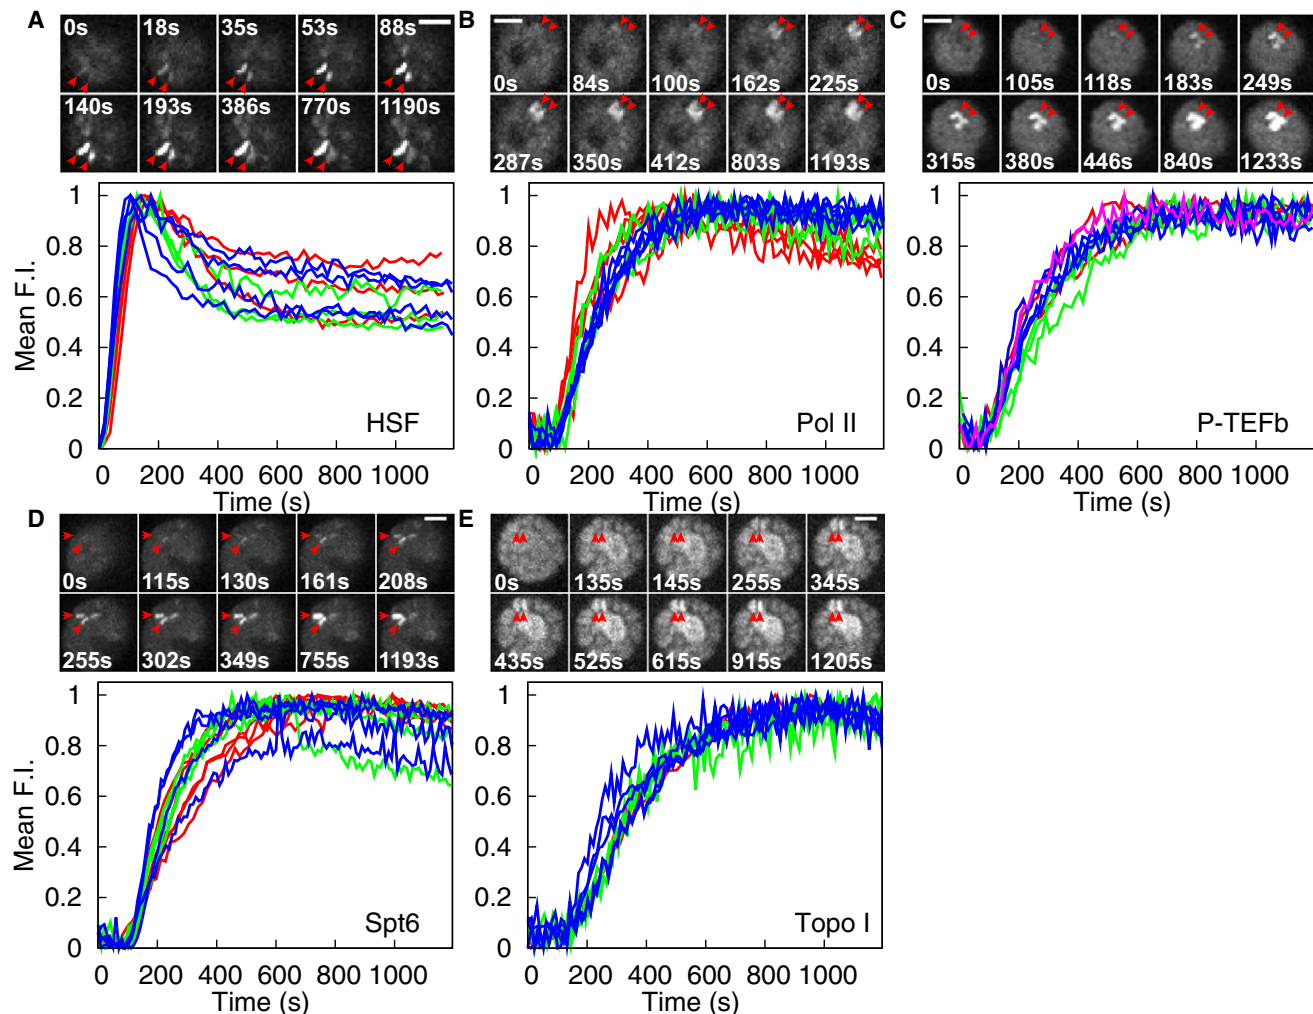 A
0s 18s 35s 53s 88s
140s 193s 386s 770s 1190s
Mean F.I.
1
0.8
0.6
0.4
0.2
0
HSF
0 200 400 600 800 1000
Time (s)
B
0s 84s 100s 162s 225s
287s 350s 412s 803s 1193s
1
0.8
0.6
0.4
0.2
0
Pol II
0 200 400 600 800 1000
Time (s)
C
0s 105s 118s 183s 249s
315s 380s 446s 840s 1233s
1
0.8
0.6
0.4
0.2
0
P-TEFb
0 200 400 600 800 1000
Time (s)
D
0s 115s 130s 161s 208s
255s 302s 349s 755s 1193s
Mean F.I.
1
0.8
0.6
0.4
0.2
0
Spt6
0 200 400 600 800 1000
Time (s)
E
0s 135s 145s 255s 345s
435s 525s 615s 915s 1205s
1
0.8
0.6
0.4
0.2
0
Topo I
0 200 400 600 800 1000
Time (s)